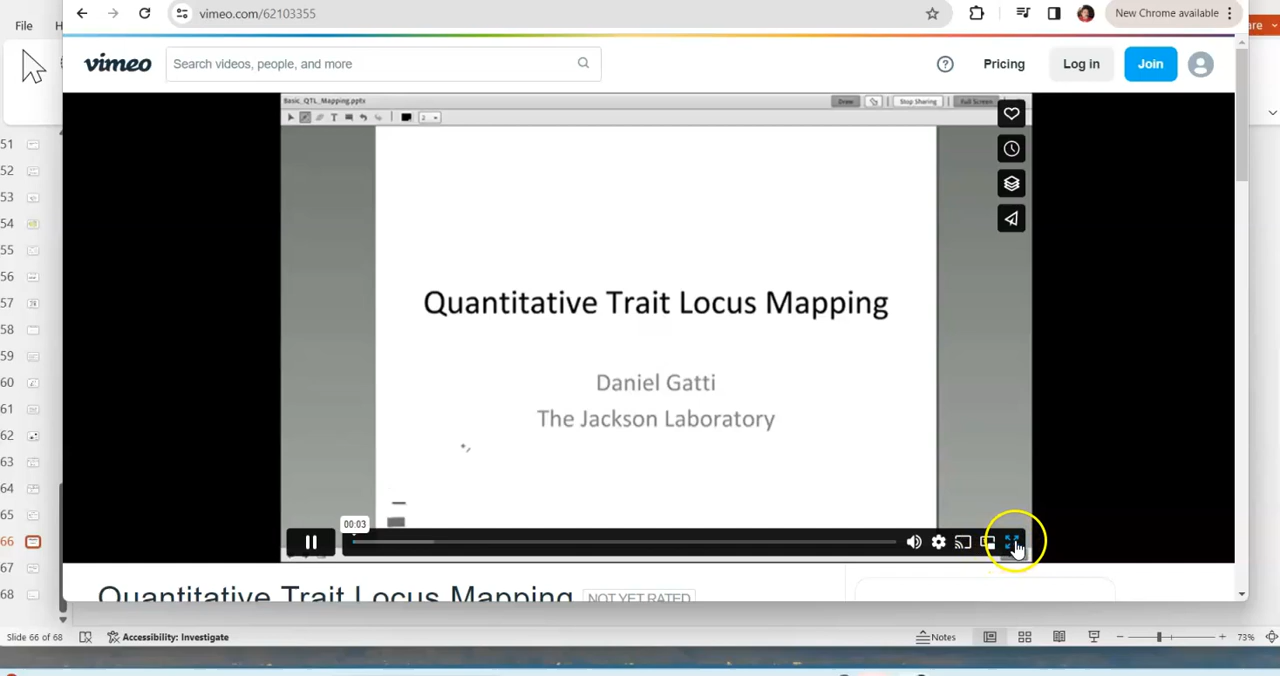 File
H
vimeo.com/62103355
New Chrome available
are
vimeo
Search videos, people, and more
Pricing
Log in
Join
Basic_QTL_Mapping.pptx
Draw
Stop Sharing
Full Screen
T
2
51
52
53
54
55
56
57
58
59
60
61
62
63
64
65
66
67
68
Quantitative Trait Locus Mapping
Daniel Gatti
The Jackson Laboratory
00:03
Quantitative Trait Locus Mapping
NOT YET RATED
Slide 66 of 68
Accessibility: Investigate
Notes
73%